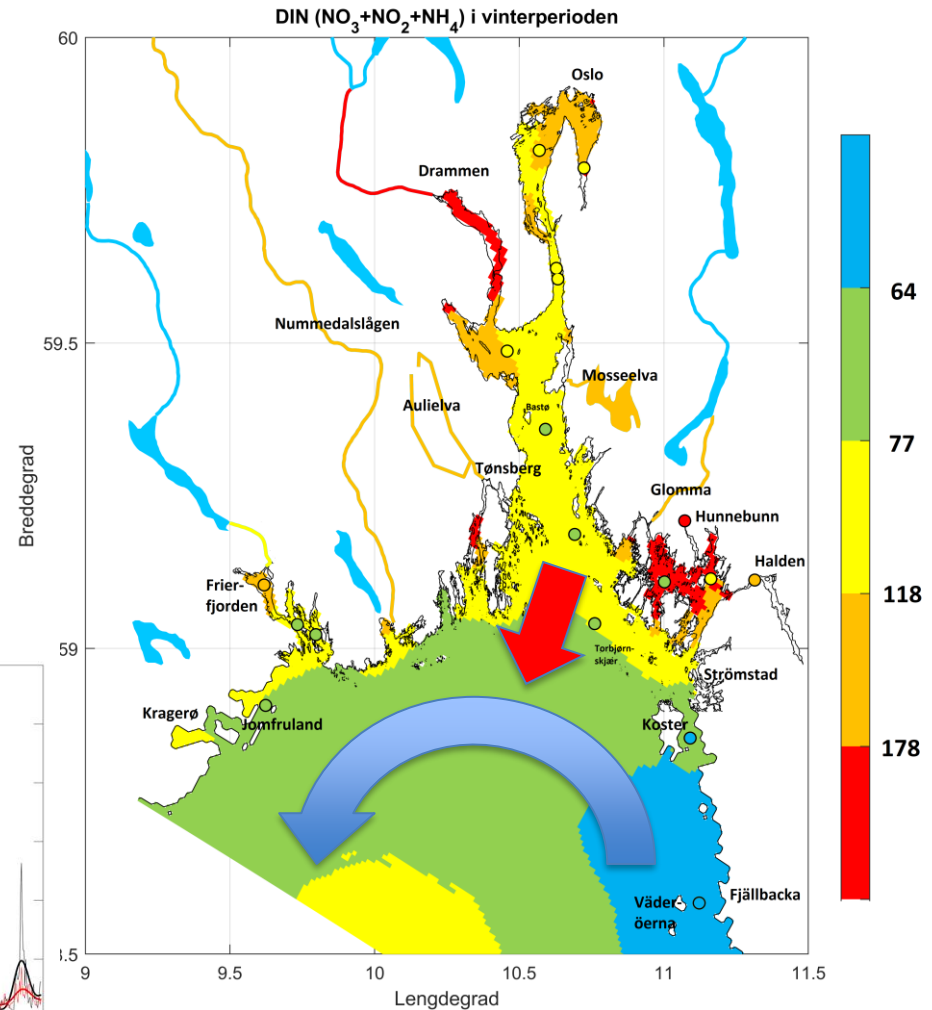 DIN (NO3+NO2+NH4) i vinterperioden
60
Oslo
Drammen
64
Nummedalslågen
59.5
Mosseelva
Aulielva
Bastø
77
Tønsberg
Glomma
Hunnebunn
Halden
Frier-
fjorden
118
59
Torbjørn-
skjær
Strömstad
Kragerø
Jomfruland
Koster
178
Väder-
öerna
Fjällbacka
.5
9
9.5
10
10.5
11
11.5
Lengdegrad
Breddegrad